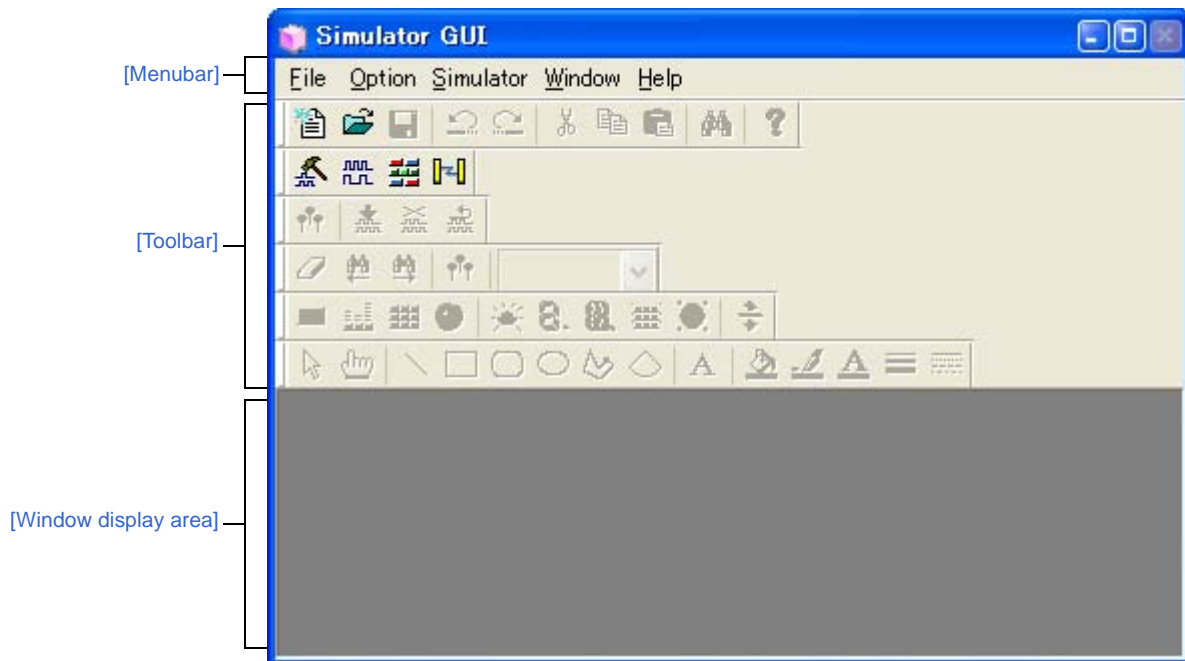 Simulator GUI
[Menubar]
File Option Simulator Window Help
[Toolbar]
[Window display area]